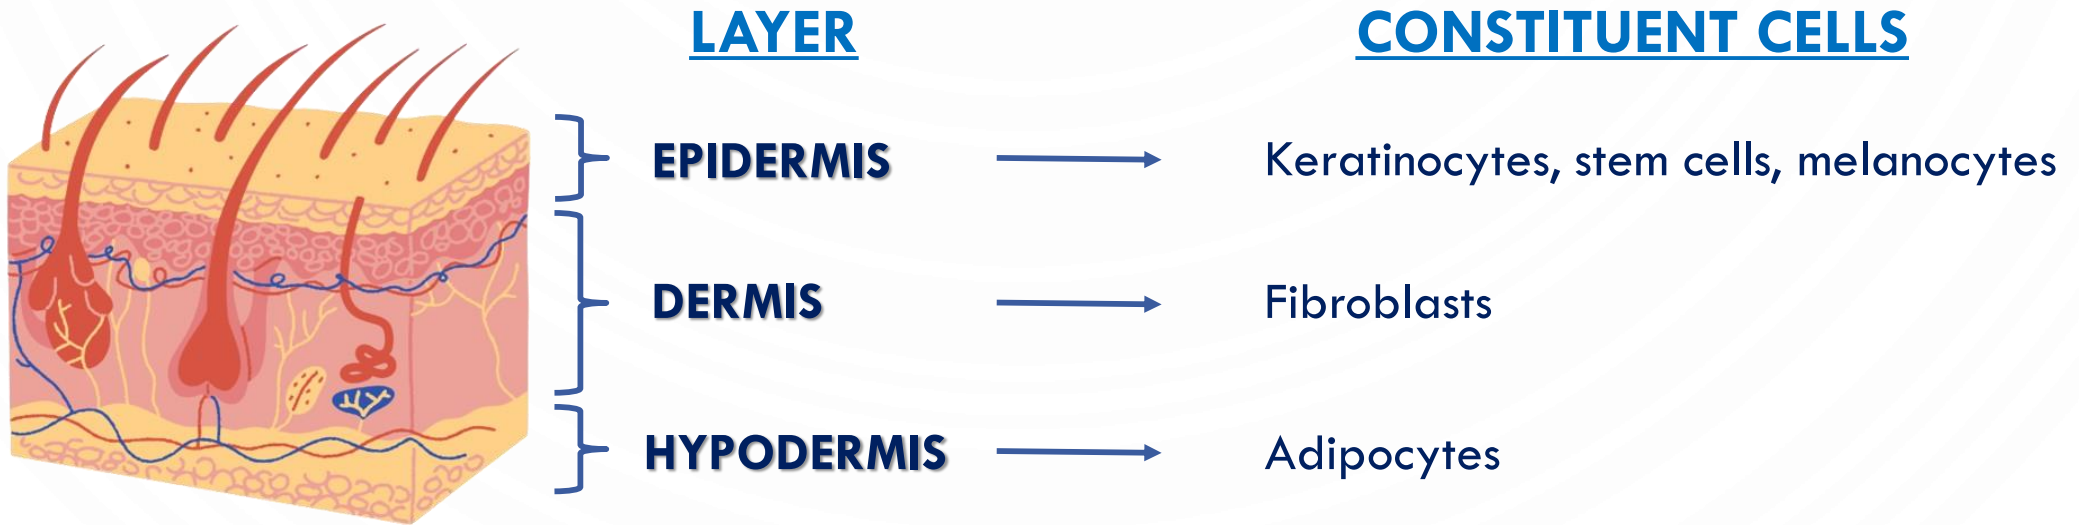 LAYER CONSTITUENT CELLS
EPIDERMIS Keratinocytes, stem cells, melanocytes
DERMIS Fibroblasts
HYPODERMIS Adipocytes